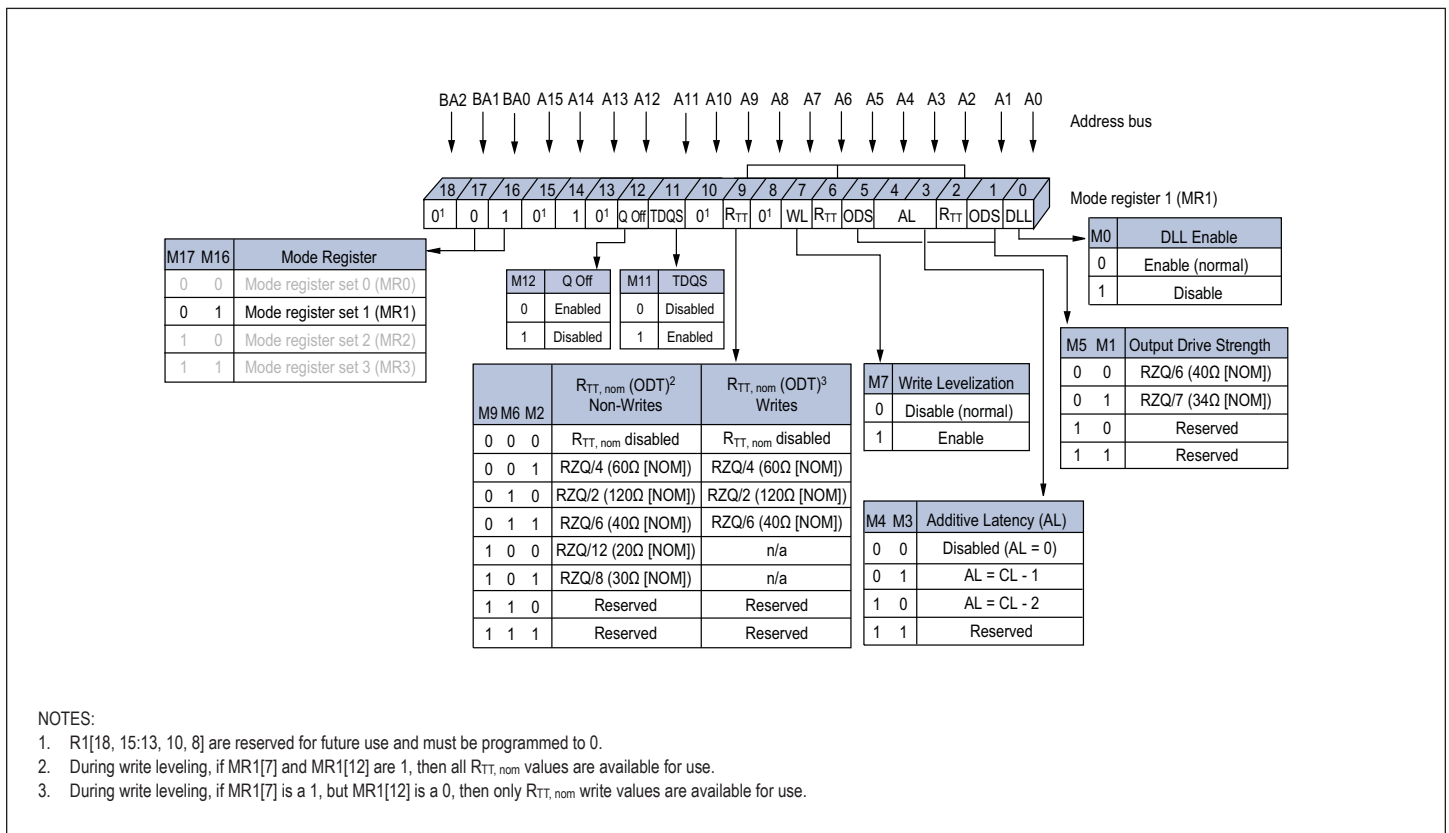 BA2 BA1 BA0 A15 A14 A13 A12 A11 A10 A9 A8 A7 A6 A5 A4 A3 A2 A1 A0
Address bus
18 17 16 15 14 13 12 11 10 9 8 7 6 5 4 3 2 1 0
Mode register 1 (MR1)
0¹ 0 1 0¹ 1 0¹ Q Off TDQS 0¹ RTT 0¹ WL RTT ODS AL RTT ODS DLL
M17 M16 Mode Register
0 0 Mode register set 0 (MR0)
0 1 Mode register set 1 (MR1)
1 0 Mode register set 2 (MR2)
1 1 Mode register set 3 (MR3)
M12 Q Off
0 Enabled
1 Disabled
M11 TDQS
0 Disabled
1 Enabled
M0 DLL Enable
0 Enable (normal)
1 Disable
M5 M1 Output Drive Strength
0 0 RZQ/6 (40Ω [NOM])
0 1 RZQ/7 (34Ω [NOM])
1 0 Reserved
1 1 Reserved
M9 M6 M2 RTT, nom (ODT)² Non-Writes RTT, nom (ODT)³ Writes
0 0 0 RTT, nom disabled RTT, nom disabled
0 0 1 RZQ/4 (60Ω [NOM]) RZQ/4 (60Ω [NOM])
0 1 0 RZQ/2 (120Ω [NOM]) RZQ/2 (120Ω [NOM])
0 1 1 RZQ/6 (40Ω [NOM]) RZQ/6 (40Ω [NOM])
1 0 0 RZQ/12 (20Ω [NOM]) n/a
1 0 1 RZQ/8 (30Ω [NOM]) n/a
1 1 0 Reserved Reserved
1 1 1 Reserved Reserved
M7 Write Levelization
0 Disable (normal)
1 Enable
M4 M3 Additive Latency (AL)
0 0 Disabled (AL = 0)
0 1 AL = CL - 1
1 0 AL = CL - 2
1 1 Reserved
NOTES:
1. R1[18, 15:13, 10, 8] are reserved for future use and must be programmed to 0.
2. During write leveling, if MR1[7] and MR1[12] are 1, then all RTT, nom values are available for use.
3. During write leveling, if MR1[7] is a 1, but MR1[12] is a 0, then only RTT, nom write values are available for use.